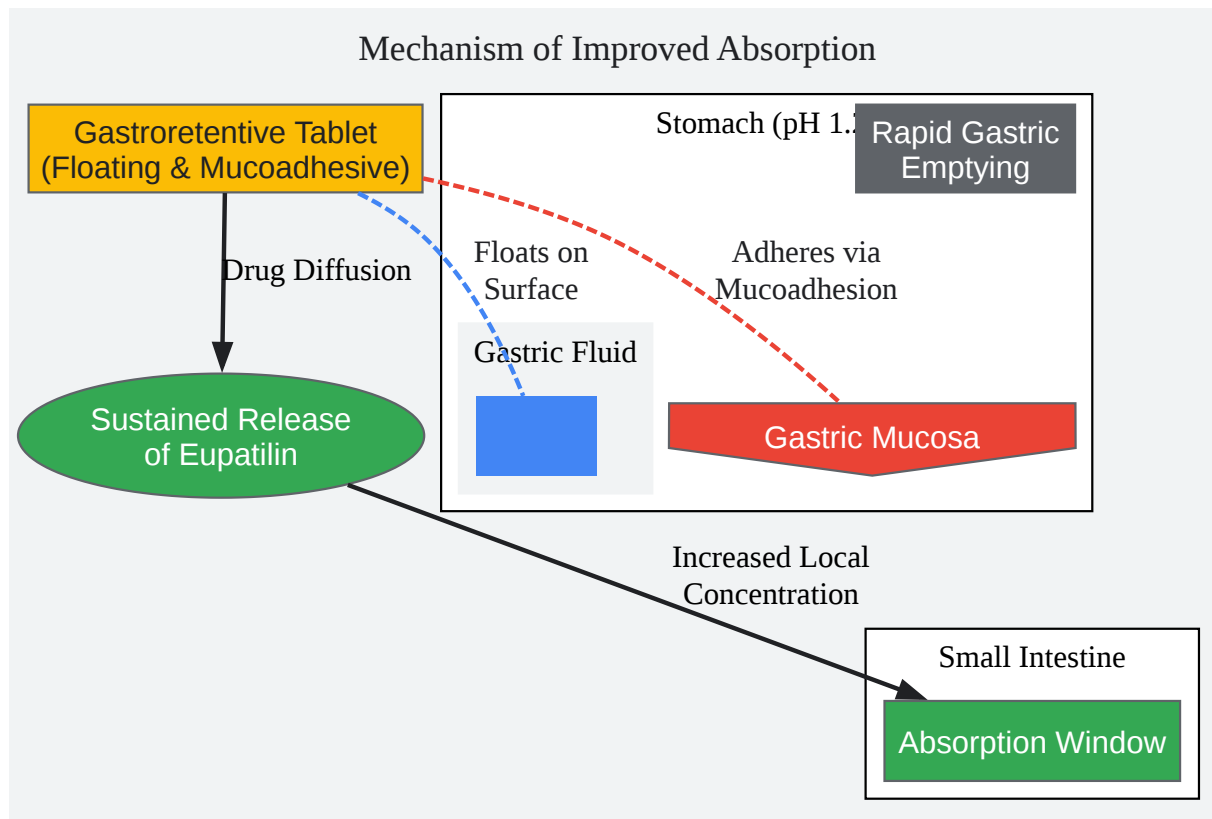 Mechanism of Improved Absorption
Gastroretentive Tablet
(Floating & Mucoadhesive)
Stomach (pH 1.
Rapid Gastric
Emptying
Drug Diffusion
Floats on
Surface
Adheres via
Mucoadhesion
Gastric Fluid
Sustained Release
of Eupatilin
Gastric Mucosa
Increased Local
Concentration
Small Intestine
Absorption Window